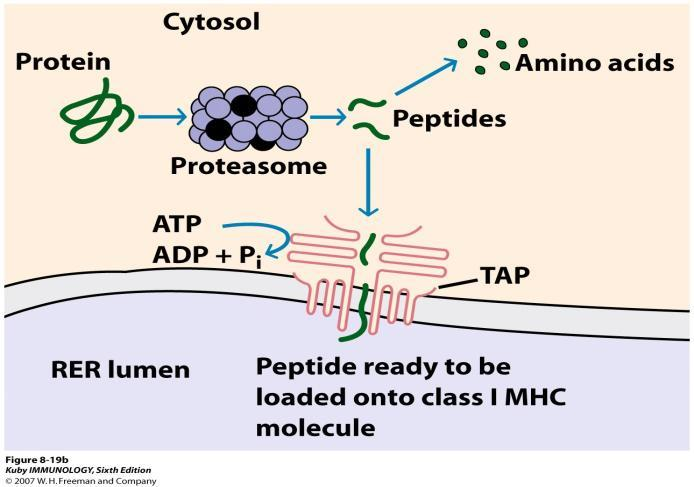 Cytosol
Protein
Amino acids
Peptides
Proteasome
ATP
ADP + Pi
TAP
RER lumen
Peptide ready to be
loaded onto class I MHC
molecule
Figure 8-19b
Kuby IMMUNOLOGY, Sixth Edition
© 2007 W. H. Freeman and Company